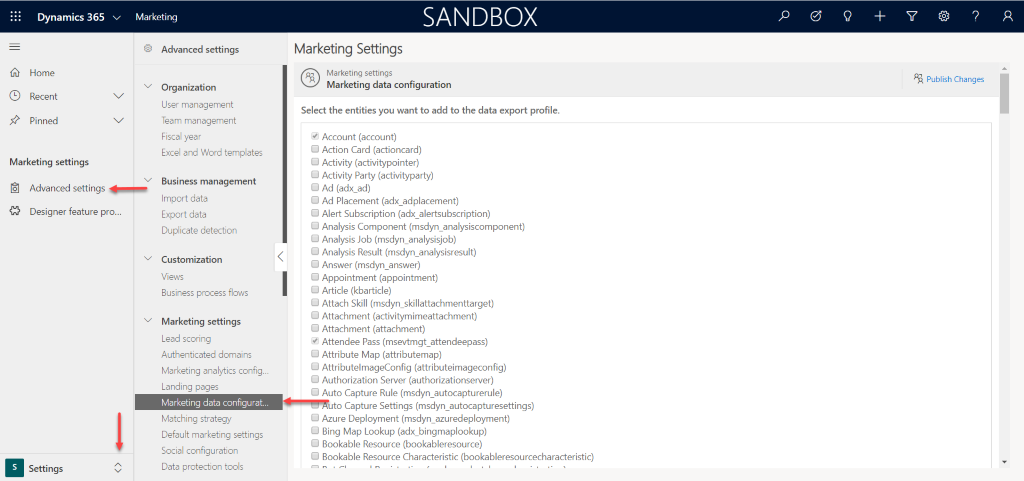 Dynamics 365
Marketing
SANDBOX
Home
Recent
Pinned
Marketing settings
Advanced settings
Designer feature pro...
S
Settings
Advanced settings
Organization
User management
Team management
Fiscal year
Excel and Word templates
Business management
Import data
Export data
Duplicate detection
Customization
Views
Business process flows
Marketing settings
Lead scoring
Authenticated domains
Marketing analytics config...
Landing pages
Marketing data configurat...
Matching strategy
Default marketing settings
Social configuration
Data protection tools
Marketing Settings
Marketing settings
Marketing data configuration
Publish Changes
Select the entities you want to add to the data export profile.
Account (account)
Action Card (actioncard)
Activity (activitypointer)
Activity Party (activityparty)
Ad (adx_ad)
Ad Placement (adx_adplacement)
Alert Subscription (adx_alertsubscription)
Analysis Component (msdyn_analysiscomponent)
Analysis Job (msdyn_analysisjob)
Analysis Result (msdyn_analysisresult)
Answer (msdyn_answer)
Appointment (appointment)
Article (kbarticle)
Attach Skill (msdyn_skillattachmenttarget)
Attachment (activitymimeattachment)
Attachment (attachment)
Attendee Pass (msevtmgt_attendeepass)
Attribute Map (attributemap)
AttributeImageConfig (attributeimageconfig)
Authorization Server (authorizationserver)
Auto Capture Rule (msdyn_autocapturerule)
Auto Capture Settings (msdyn_autocapturesettings)
Azure Deployment (msdyn_azuredeployment)
Bing Map Lookup (adx_bingmaplookup)
Bookable Resource (bookableresource)
Bookable Resource Characteristic (bookableresourcecharacteristic)